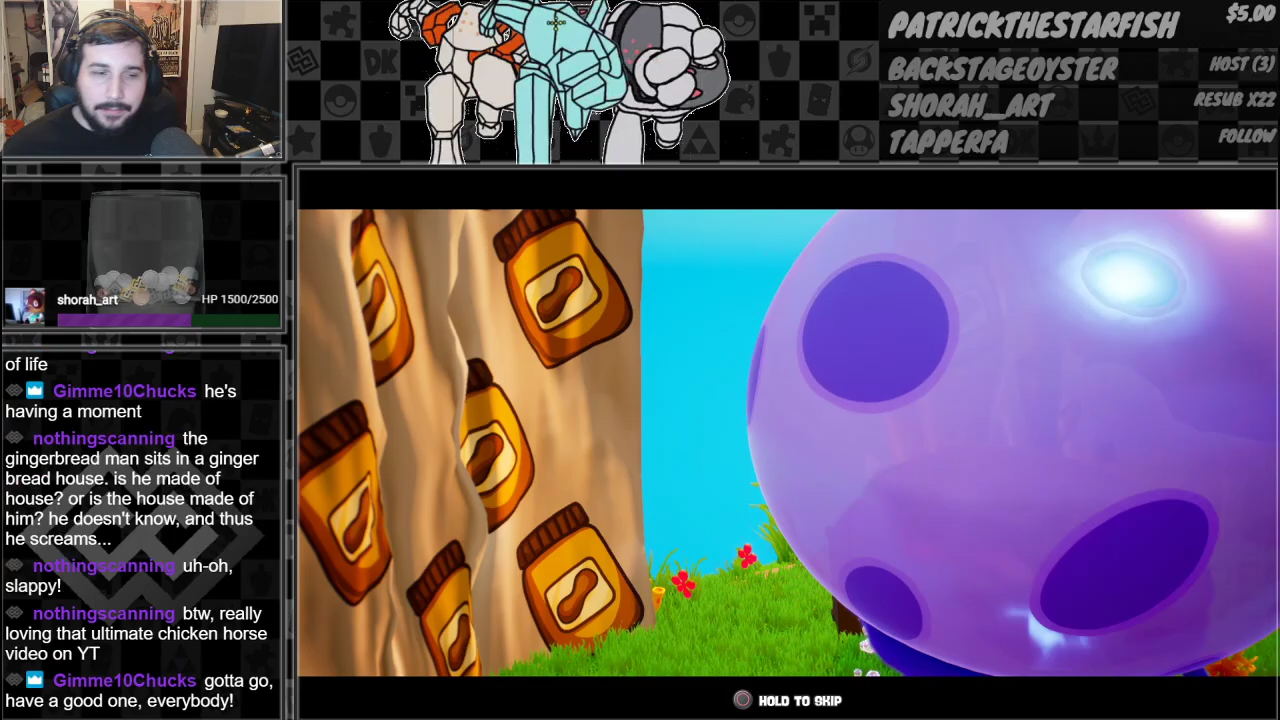 PATRICKTHESTARFISH $5.00
BACKSTAGEOYSTER HOST (3)
SHORAH_ART RESUB X22
TAPPERFA FOLLOW
shorah_art HP 1500/2500
of life
Gimme10Chucks he's
having a moment
nothingscanning the
gingerbread man sits in a ginger
bread house. is he made of
house? or is the house made of
him? he doesn't know, and thus
he screams...
nothingscanning uh-oh,
slappy!
nothingscanning btw, really
loving that ultimate chicken horse
video on YT
Gimme10Chucks gotta go,
have a good one, everybody!
HOLD TO SKIP